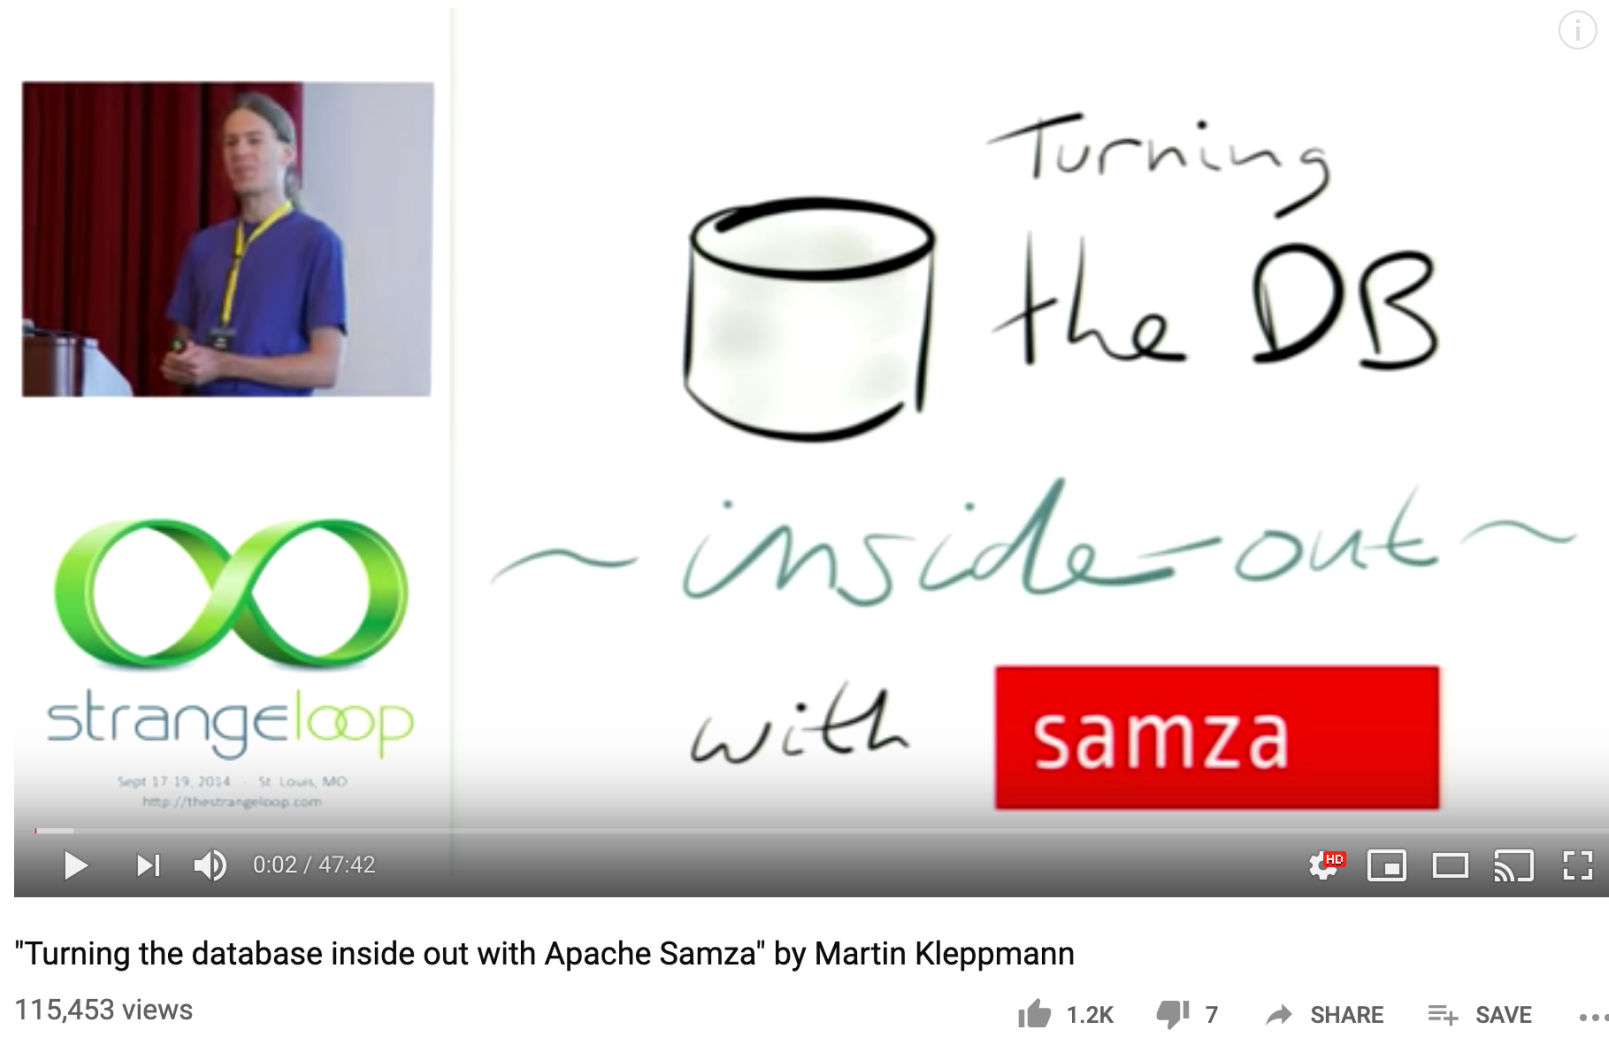 Turning
the DB
~ inside-out ~
with samza
strangeloop
Sept 17-19, 2014 · St. Louis, MO
http://thestrangeloop.com
0:02 / 47:42
HD
"Turning the database inside out with Apache Samza" by Martin Kleppmann
115,453 views
1.2K 7 SHARE SAVE